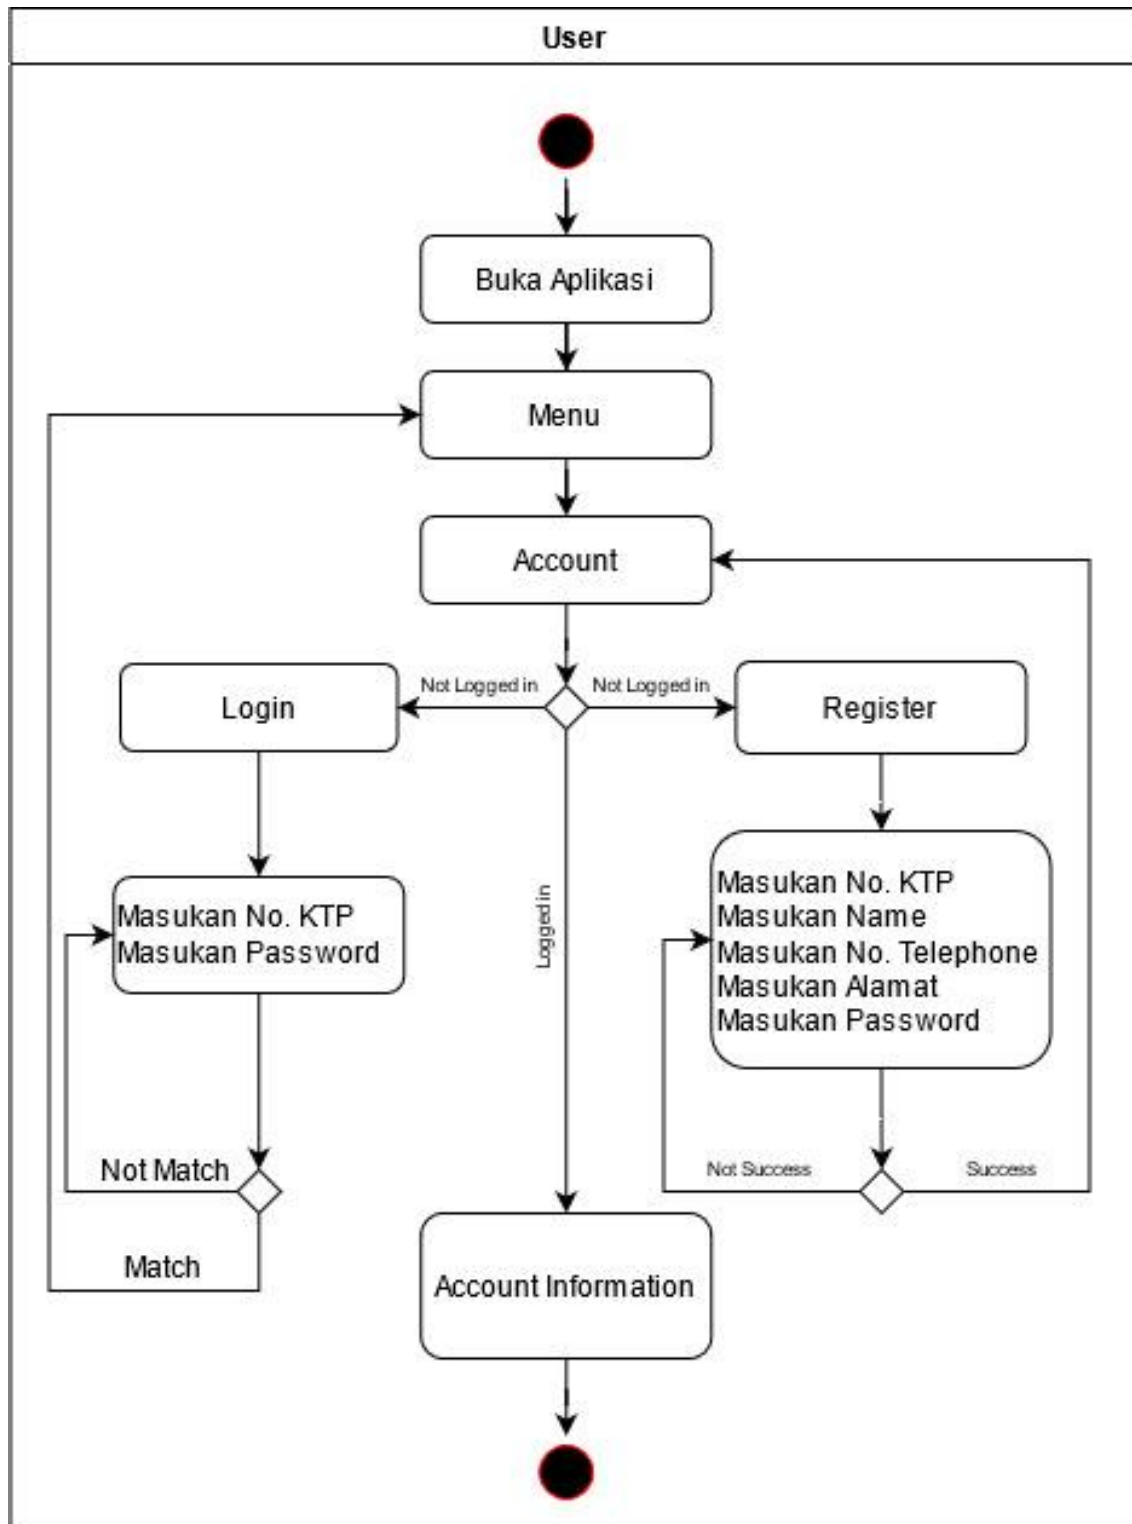 User
Buka Aplikasi
Menu
Account
Not Logged in
Not Logged in
Login
Register
Masukan No. KTP
Masukan Password
Logged in
Masukan No. KTP
Masukan Name
Masukan No. Telephone
Masukan Alamat
Masukan Password
Not Match
Not Success
Success
Match
Account Information